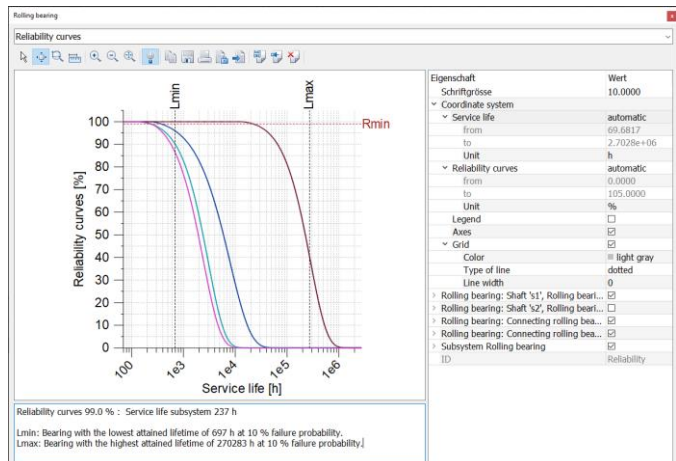 Rolling bearing
Reliability curves
Lmin
Lmax
Rmin
100
90
80
70
60
50
40
30
20
10
0
Reliability curves [%]
100
1e3
1e4
1e5
1e6
Service life [h]
Reliability curves 99.0 % : Service life subsystem 237 h
Lmin: Bearing with the lowest attained lifetime of 697 h at 10 % failure probability.
Lmax: Bearing with the highest attained lifetime of 270283 h at 10 % failure probability.
Eigenschaft Wert
Schriftgrösse 10.0000
Coordinate system
Service life automatic
from 69.6817
to 2.7028e+06
Unit h
Reliability curves automatic
from 0.0000
to 105.0000
Unit %
Legend
Axes
Grid
Color light gray
Type of line dotted
Line width 0
Rolling bearing: Shaft 's1', Rolling beari...
Rolling bearing: Shaft 's2', Rolling beari...
Rolling bearing: Connecting rolling bea...
Rolling bearing: Connecting rolling bea...
Subsystem Rolling bearing
ID Reliability